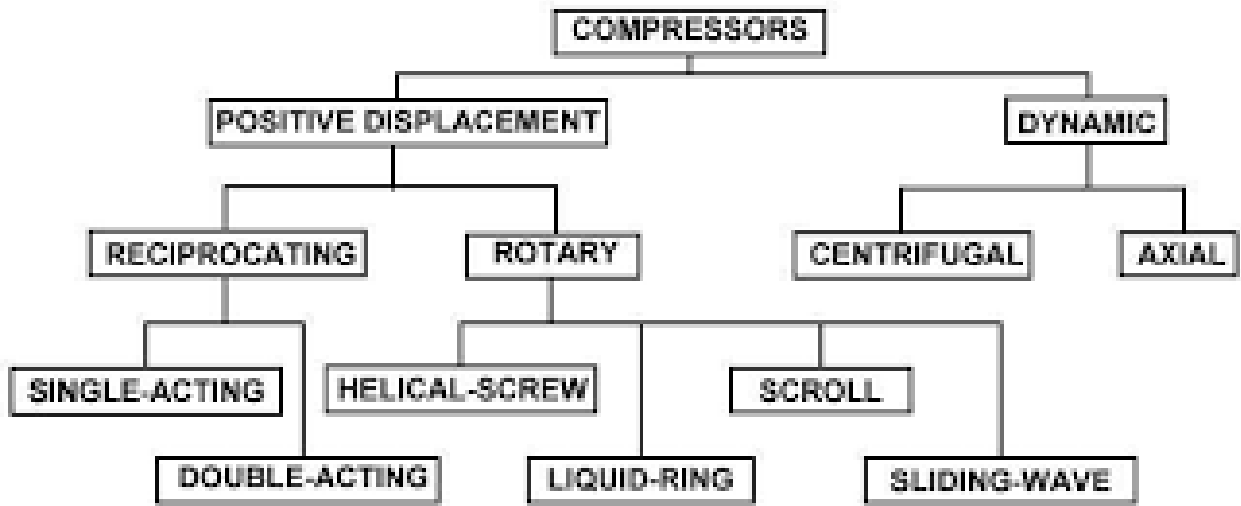 COMPRESSORS
POSITIVE DISPLACEMENT
DYNAMIC
RECIPROCATING
ROTARY
CENTRIFUGAL
AXIAL
SINGLE-ACTING
HELICAL-SCREW
SCROLL
DOUBLE-ACTING
LIQUID-RING
SLIDING-WAVE